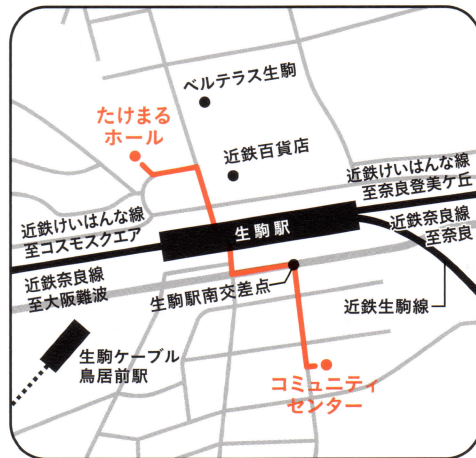 ベルテラス生駒
たけまる
ホール
近鉄百貨店
近鉄けいはんな線
至奈良登美ケ丘
近鉄けいはんな線
至コスモスクエア
生駒駅
近鉄奈良線
至奈良
近鉄奈良線
至大阪難波
生駒駅南交差点
近鉄生駒線
生駒ケーブル
鳥居前駅
コミュニティ
センター